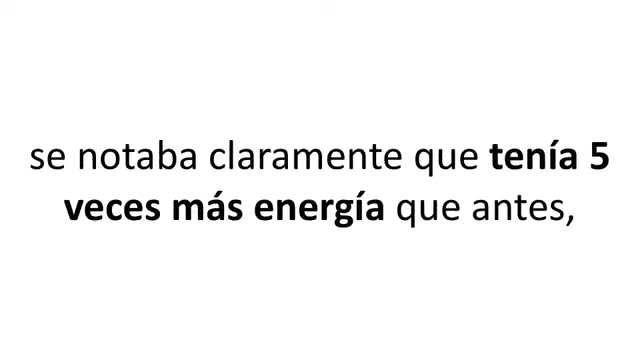 se notaba claramente que tenía 5
veces más energía que antes,